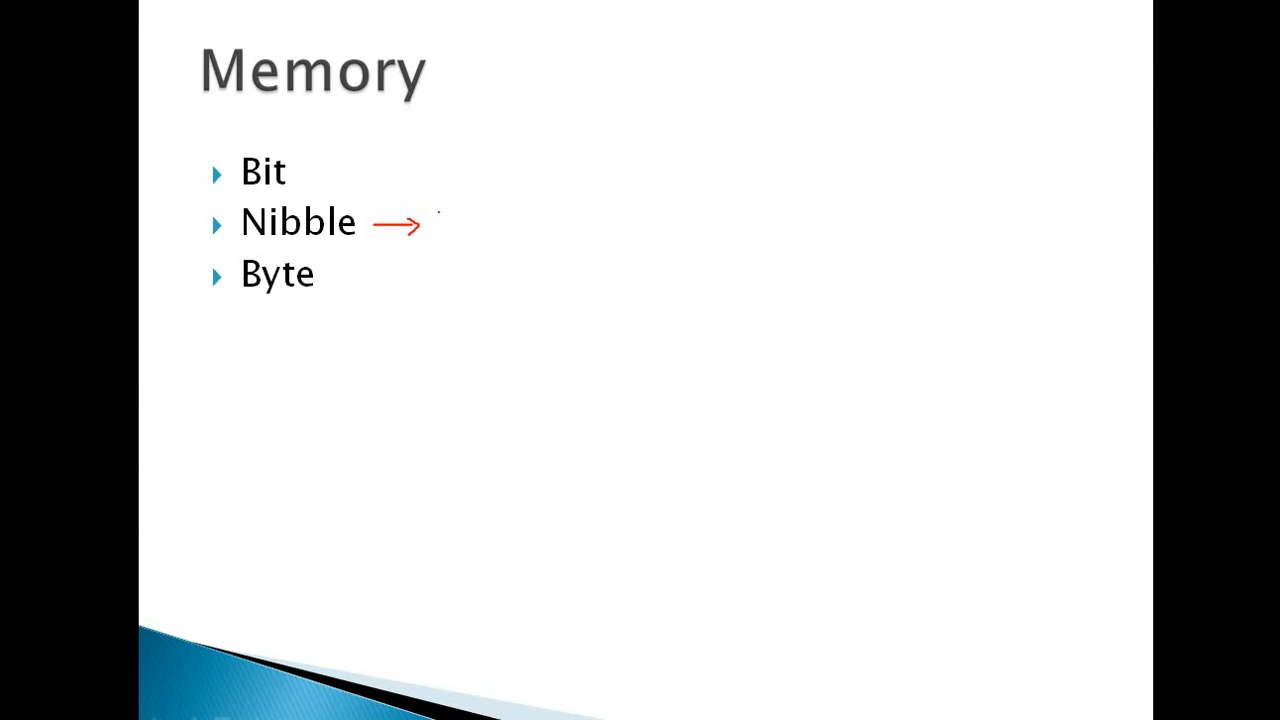 Memory
Bit
Nibble →
Byte